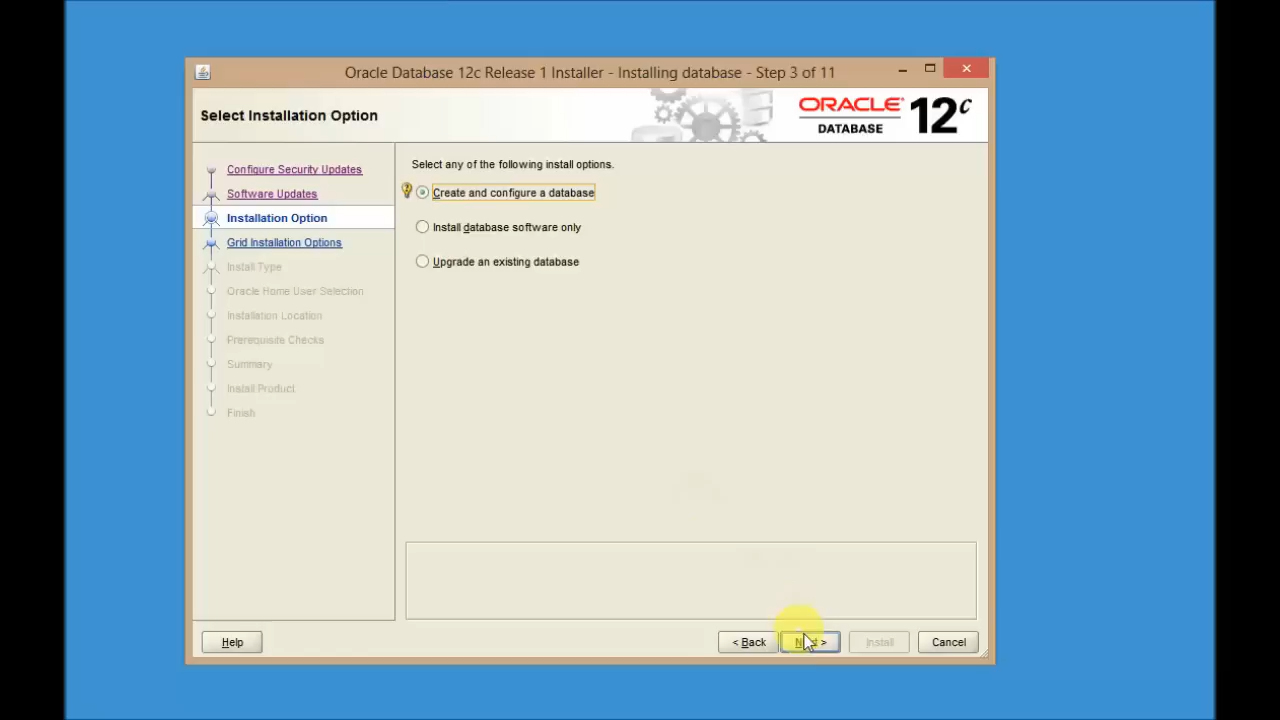 Oracle Database 12c Release 1 Installer - Installing database - Step 3 of 11
Select Installation Option
ORACLE
DATABASE
12c
Configure Security Updates
Software Updates
Installation Option
Grid Installation Options
Install Type
Oracle Home User Selection
Installation Location
Prerequisite Checks
Summary
Install Product
Finish
Select any of the following install options.
Create and configure a database
Install database software only
Upgrade an existing database
Help
< Back
>
Install
Cancel